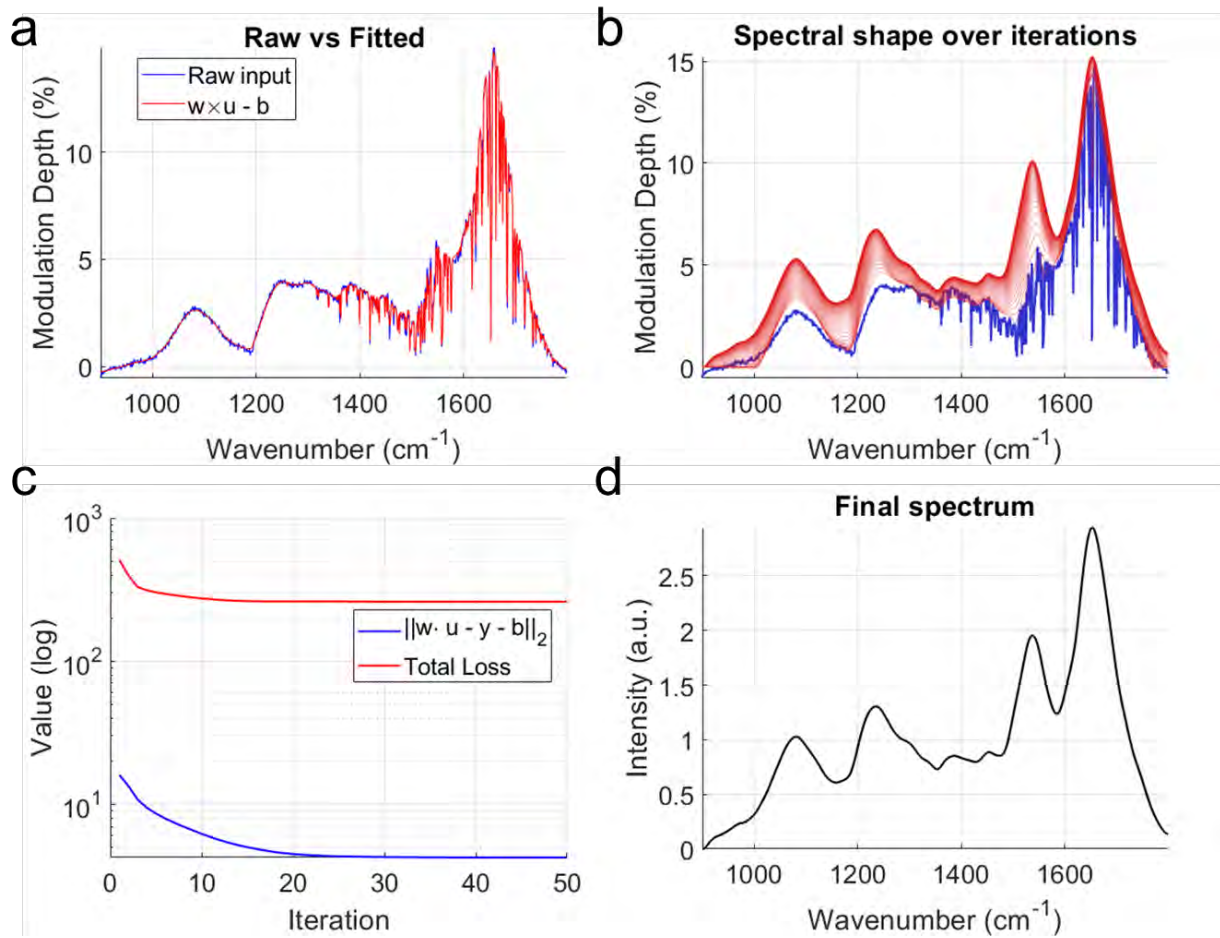 a
Raw vs Fitted
Raw input
w×u - b
Modulation Depth (%)
10
5
0
1000 1200 1400 1600
Wavenumber (cm⁻¹)
b
Spectral shape over iterations
Modulation Depth (%)
15
10
5
0
1000 1200 1400 1600
Wavenumber (cm⁻¹)
c
Value (log)
10³
10²
10¹
||w· u - y - b||₂
Total Loss
0 10 20 30 40 50
Iteration
d
Final spectrum
Intensity (a.u.)
2.5
2
1.5
1
0.5
0
1000 1200 1400 1600
Wavenumber (cm⁻¹)